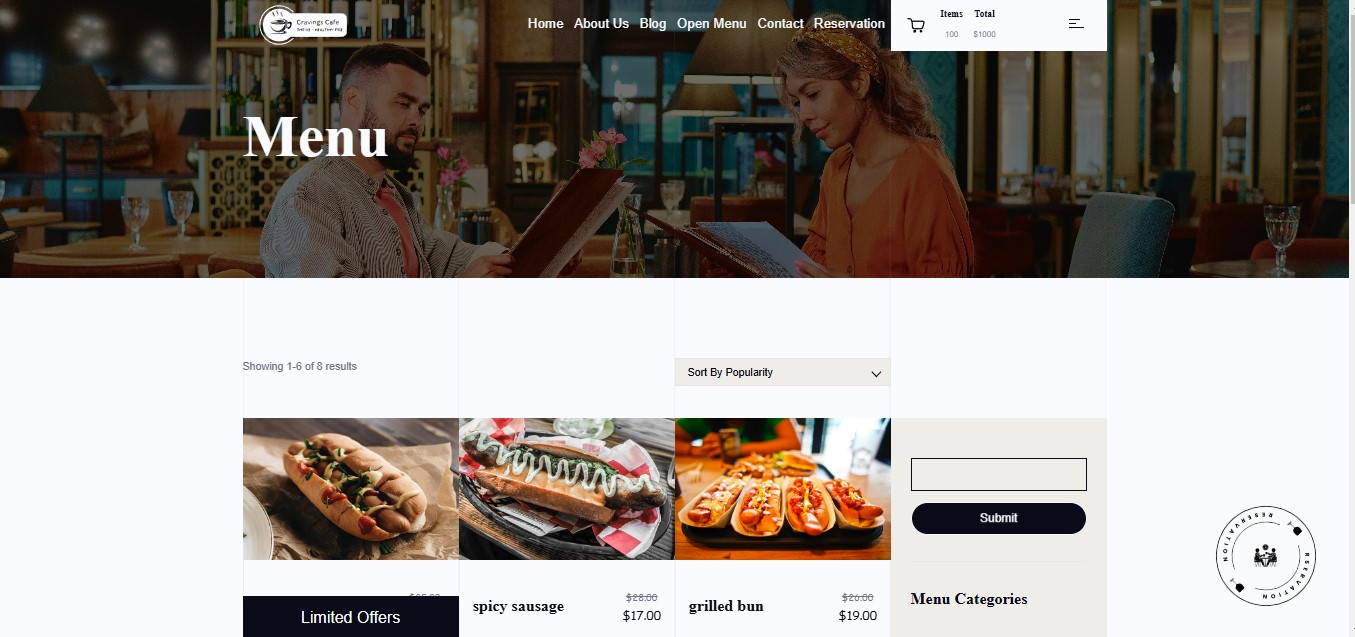 Cravings Cafe
Home About Us Blog Open Menu Contact Reservation
Items Total
100 $1000
Menu
Showing 1-6 of 8 results
Sort By Popularity
Submit
RESERVATION
RSERVATION
spicy sausage
$28.00
$17.00
grilled bun
$26.00
$19.00
Menu Categories
Limited Offers